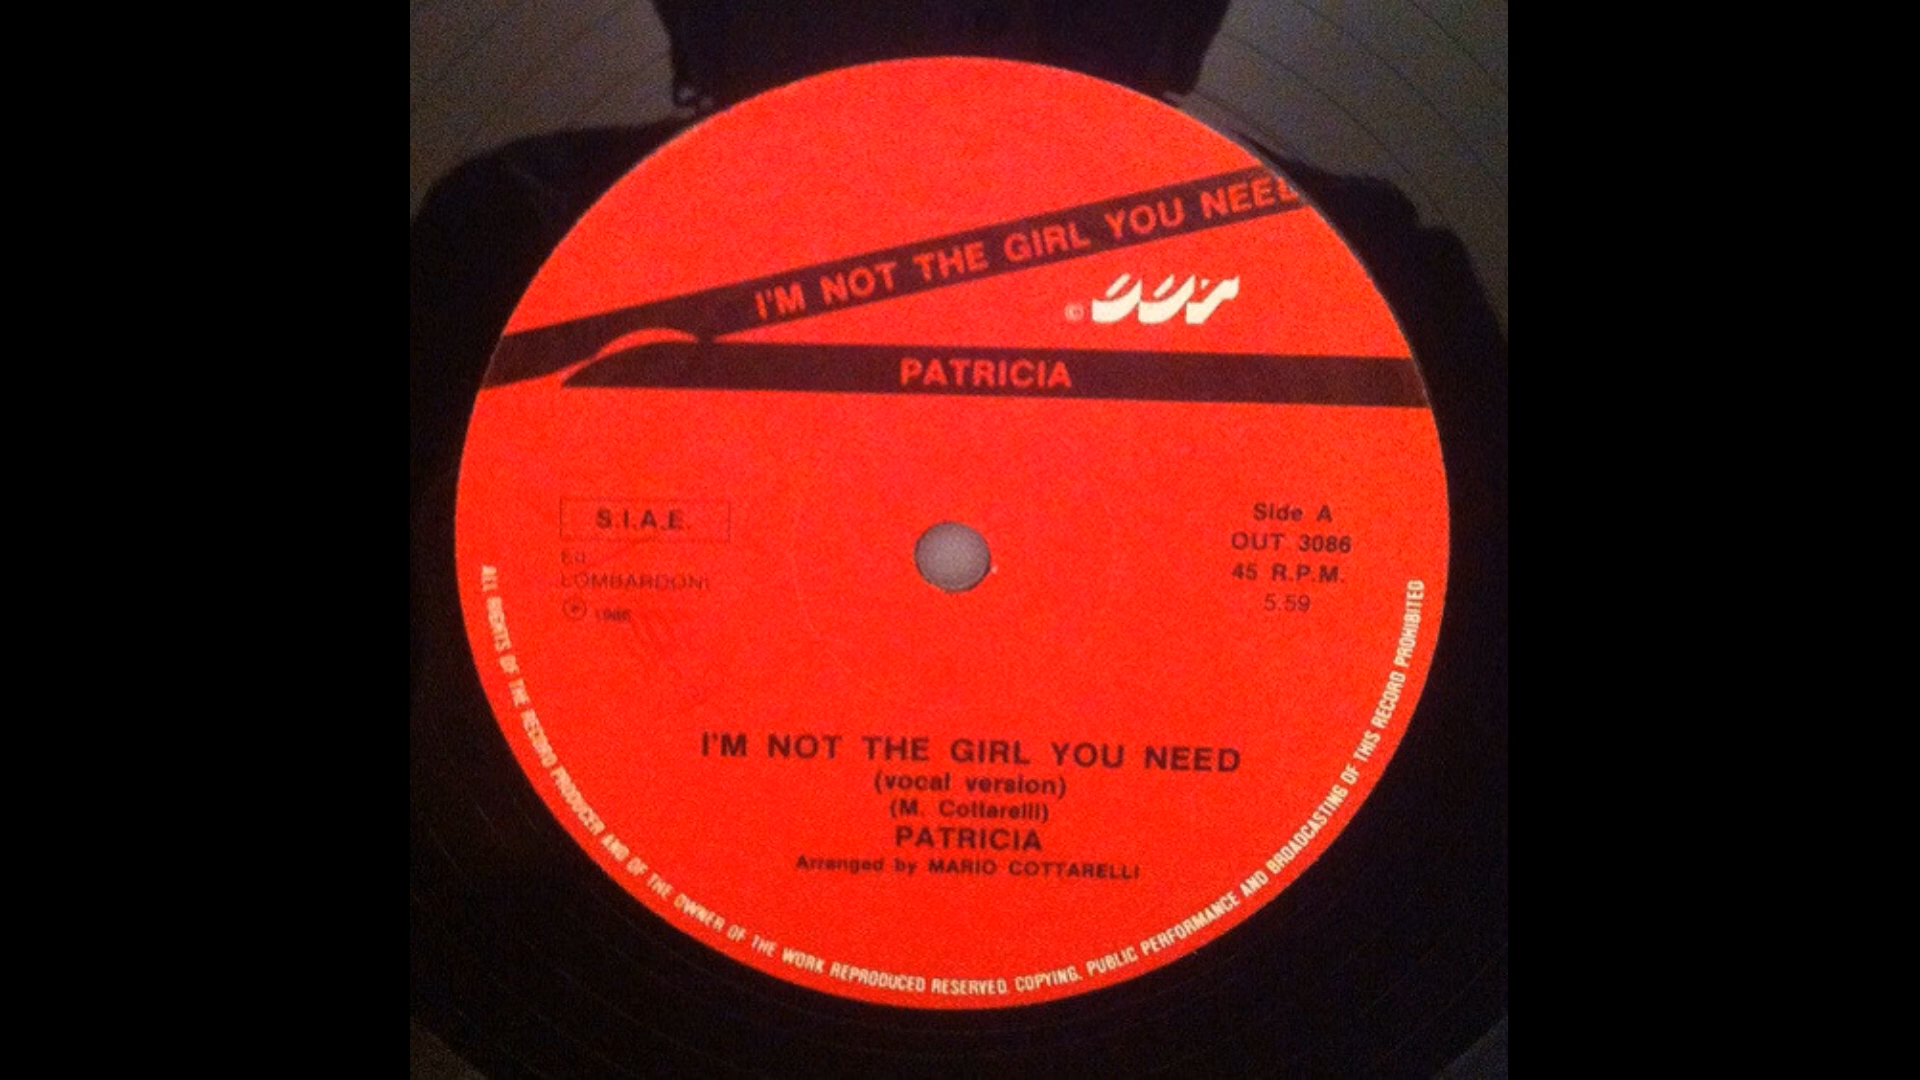 I'M NOT THE GIRL YOU NEED
© OUT
PATRICIA
S.I.A.E.
Ed.
LOMBARDONI
℗ 1986
Side A
OUT 3086
45 R.P.M.
5.59
I'M NOT THE GIRL YOU NEED
(vocal version)
(M. Cottarelli)
PATRICIA
Arranged by MARIO COTTARELLI
ALL RIGHTS OF THE RECORD PRODUCER AND OF THE OWNER OF THE WORK REPRODUCED RESERVED. COPYING, PUBLIC PERFORMANCE AND BROADCASTING OF THIS RECORD PROHIBITED